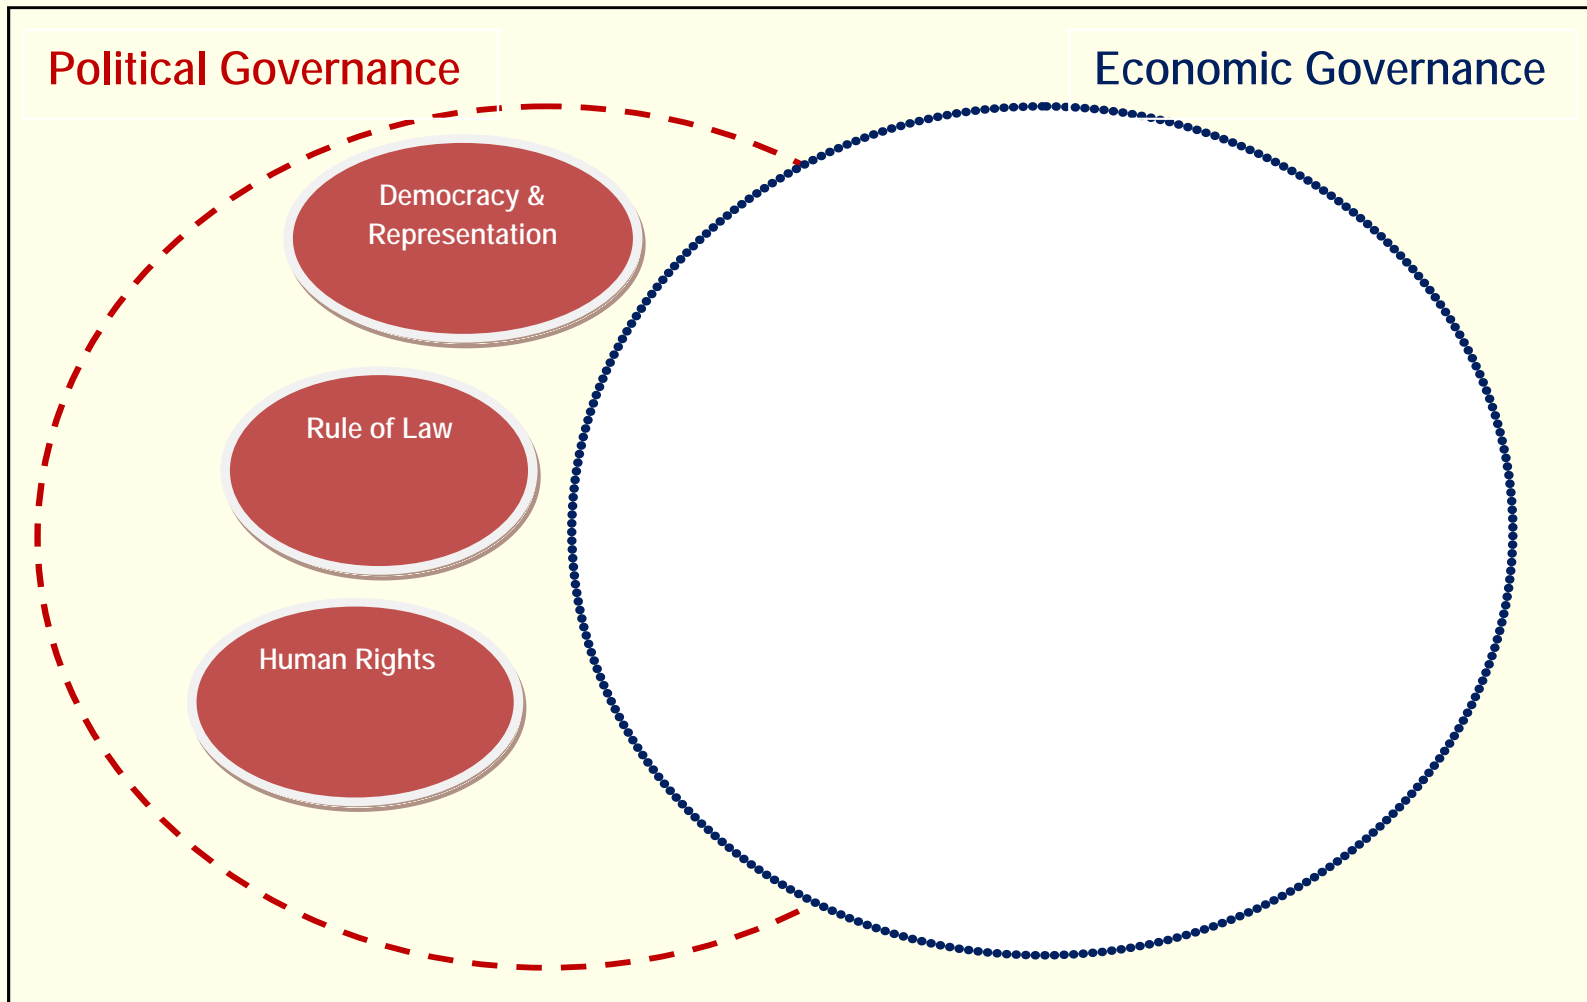 Political Governance
Economic Governance
Democracy &
Representation
Rule of Law
Human Rights